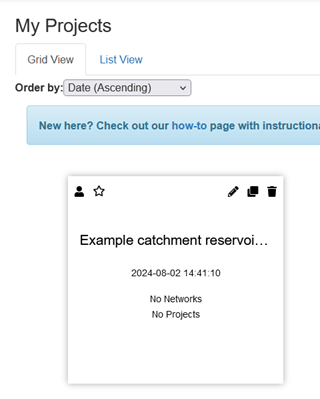 My Projects
Grid View
List View
Order by: Date (Ascending)
New here? Check out our how-to page with instructiona
Example catchment reservoi...
2024-08-02 14:41:10
No Networks
No Projects